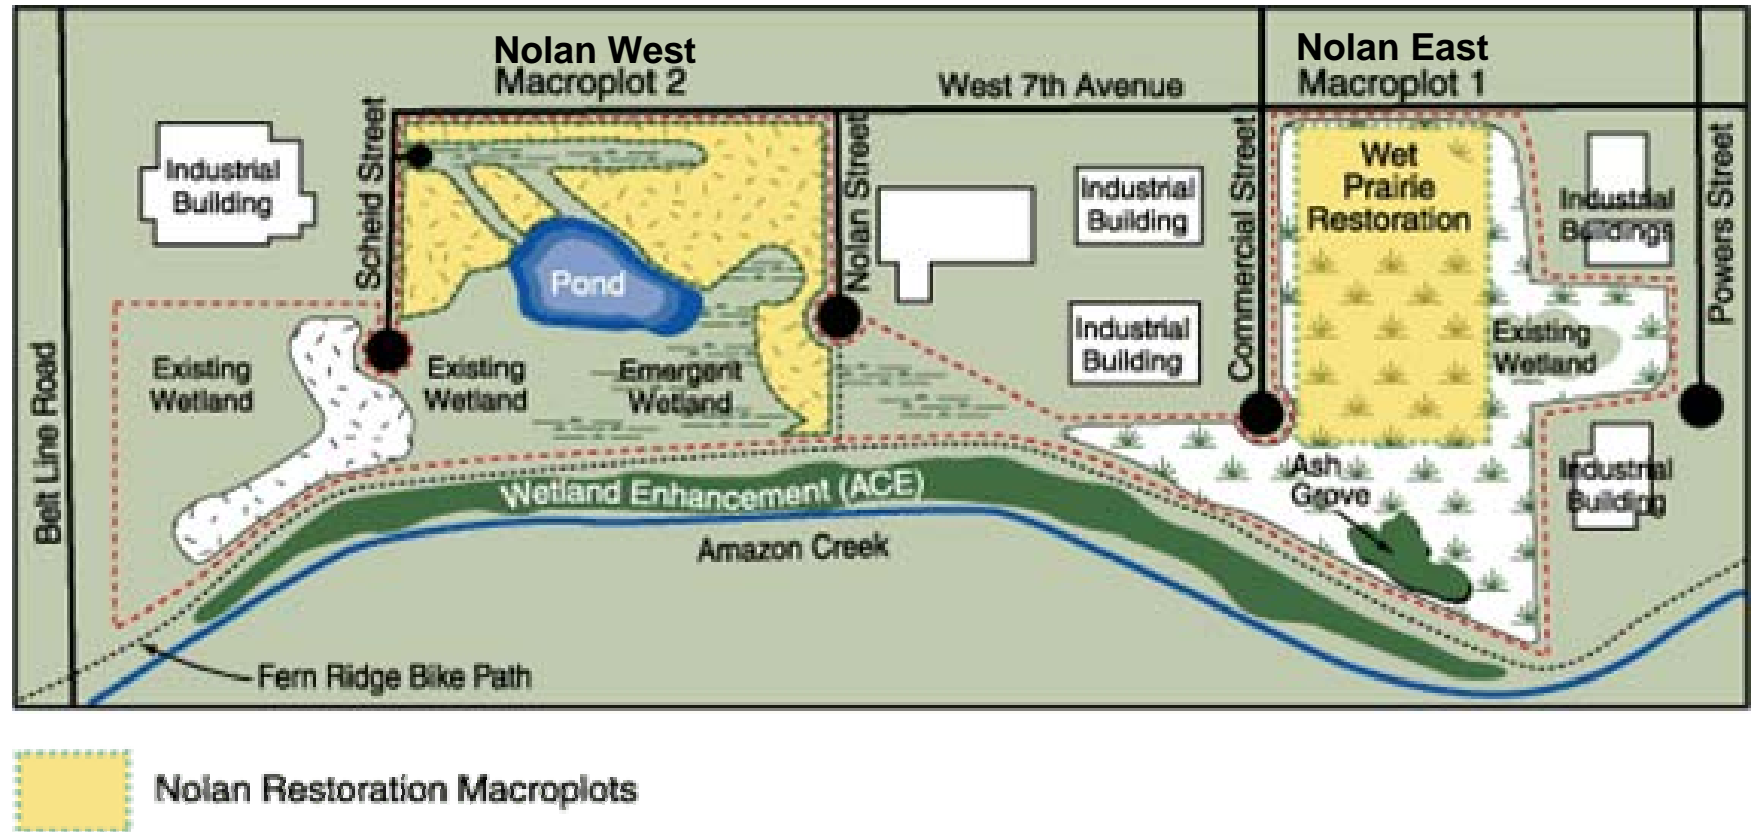 Nolan West
Macroplot 2
West 7th Avenue
Nolan East
Macroplot 1
Industrial
Building
Scheid Street
Nolan Street
Industrial
Building
Commercial Street
Wet
Prairie
Restoration
Industrial
Buildings
Powers Street
Pond
Belt Line Road
Existing
Wetland
Existing
Wetland
Emergent
Wetland
Industrial
Building
Existing
Wetland
Ash
Grove
Industrial
Building
Wetland Enhancement (ACE)
Amazon Creek
Fern Ridge Bike Path
Nolan Restoration Macroplots